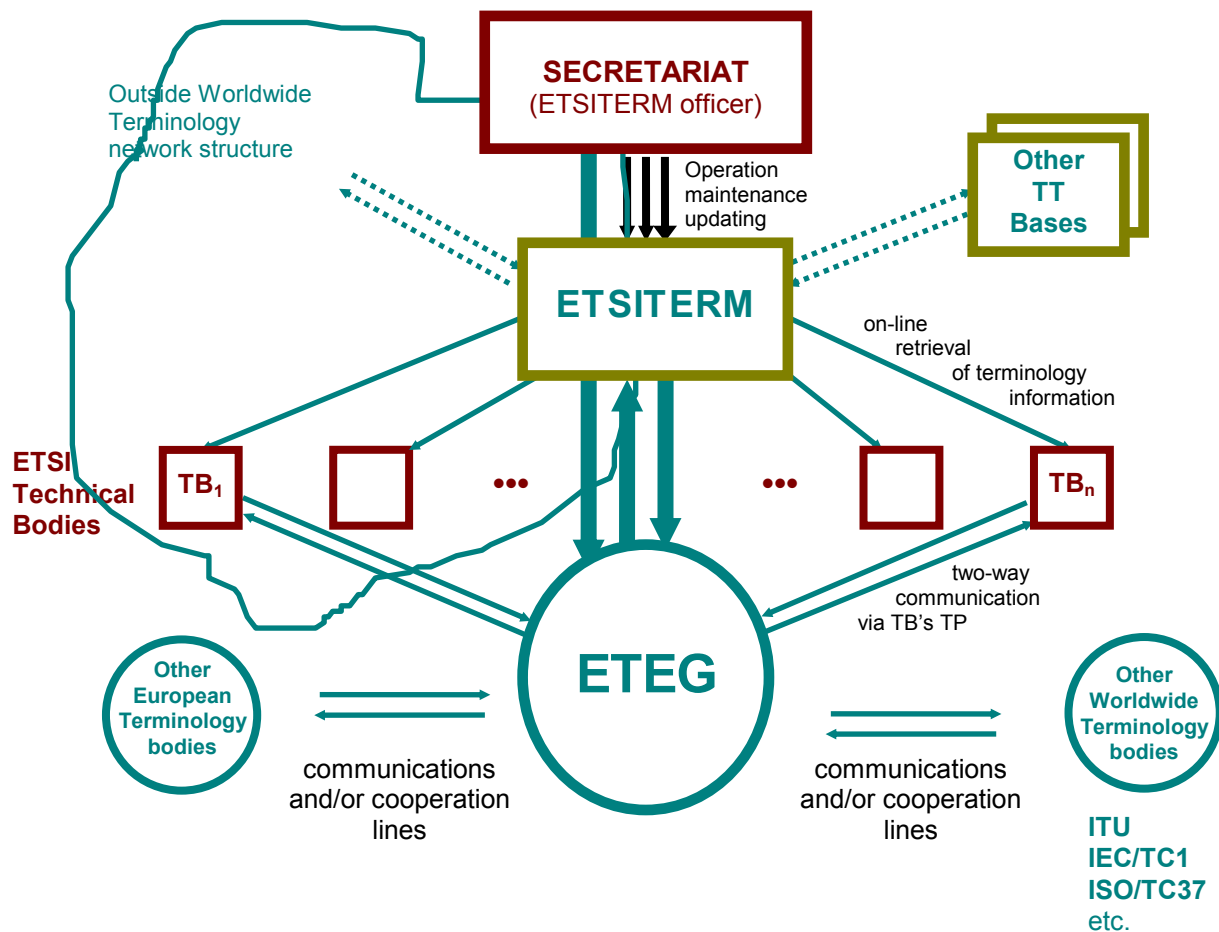 SECRETARIAT
(ETSITERM officer)
Outside Worldwide
Terminology
network structure
Operation
maintenance
updating
Other
TT
Bases
ETSITERM
on-line
retrieval
of terminology
information
ETSI
Technical
Bodies
TB₁
•••
•••
TBₙ
two-way
communication
via TB's TP
ETEG
Other
European
Terminology
bodies
Other
Worldwide
Terminology
bodies
communications
and/or cooperation
lines
communications
and/or cooperation
lines
ITU
IEC/TC1
ISO/TC37
etc.